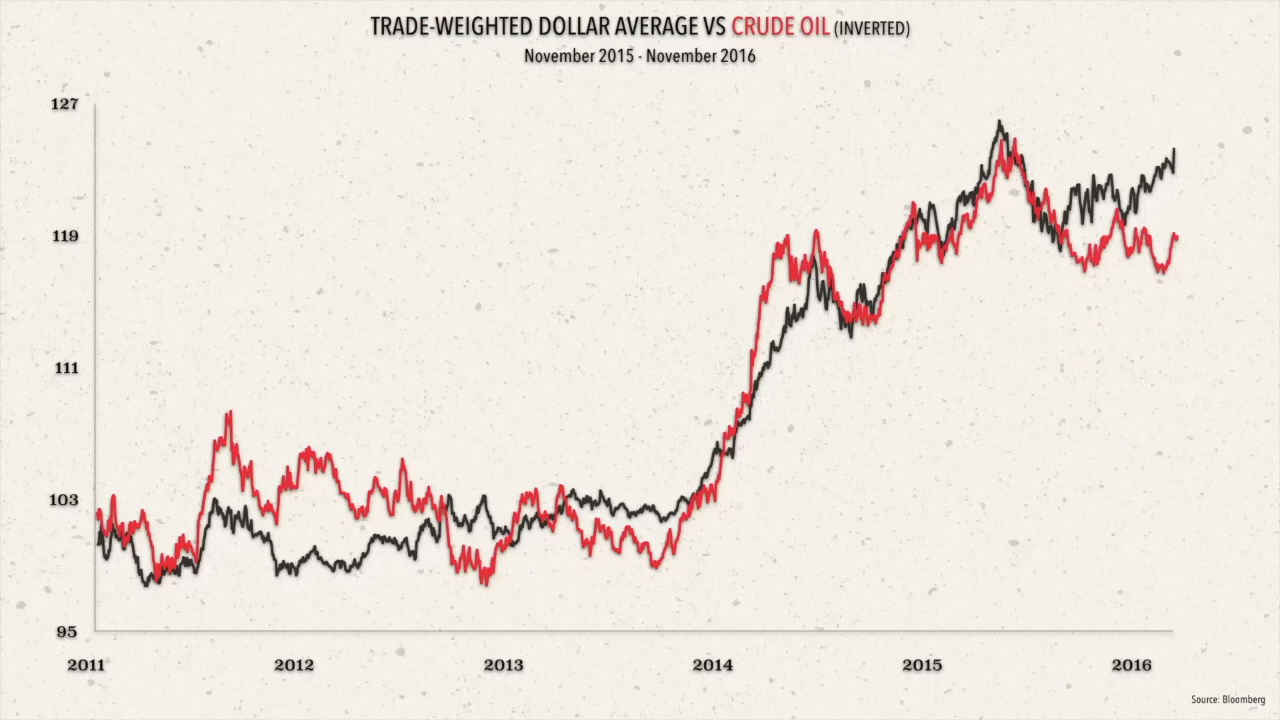 TRADE-WEIGHTED DOLLAR AVERAGE VS CRUDE OIL (INVERTED)
November 2015 - November 2016
127
119
111
103
95
2011 2012 2013 2014 2015 2016
Source: Bloomberg